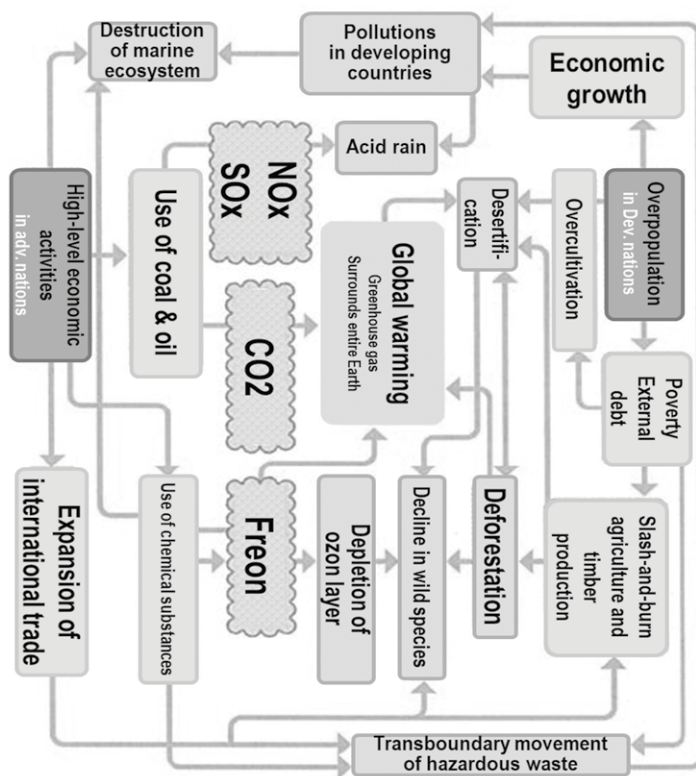 Destruction
of marine
ecosystem
Pollutions
in developing
countries
Economic
growth
NOx
SOx
Acid rain
High-level economic
activities
in adv. nations
Use of coal & oil
Desertifi-
cation
Overcultivation
Overpopulation
in Dev. nations
Global warming
Greenhouse gas
Surrounds entire Earth
CO2
Poverty
External
debt
Expansion of
international trade
Use of chemical substances
Freon
Depletion of
ozon layer
Decline in wild species
Deforestation
Slash-and-burn
agriculture and
timber
production
Transboundary movement
of hazardous waste